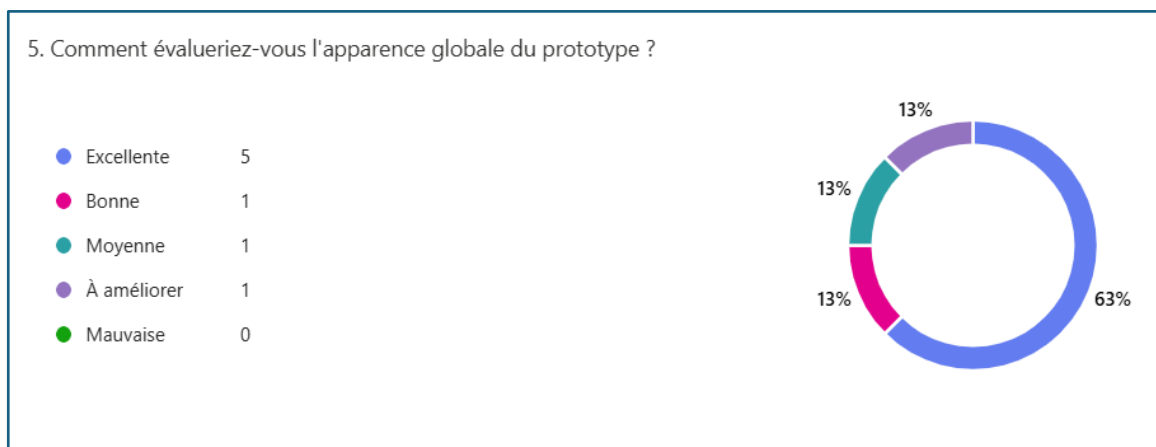 5. Comment évalueriez-vous l'apparence globale du prototype ?
Excellente 5
Bonne 1
Moyenne 1
À améliorer 1
Mauvaise 0
13%
13%
13%
63%